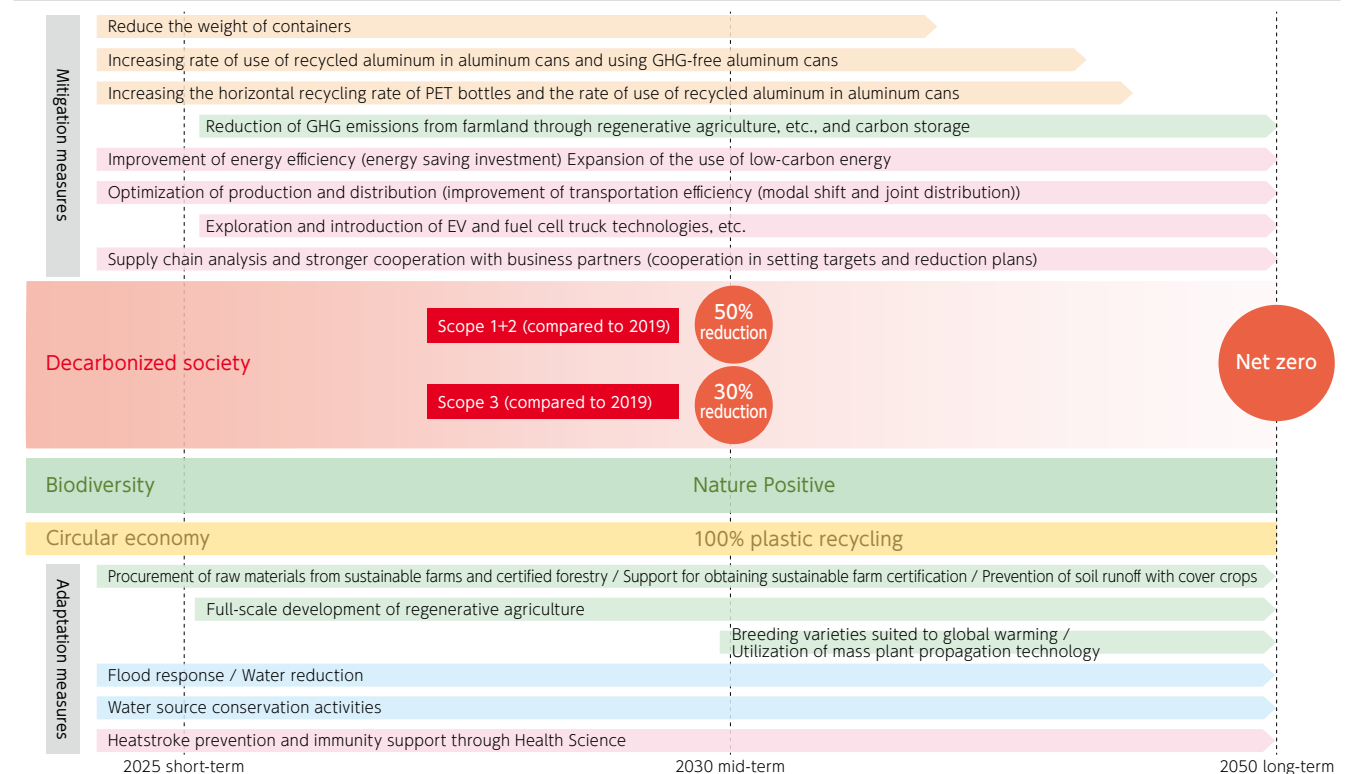 Mitigation measures
Reduce the weight of containers
Increasing rate of use of recycled aluminum in aluminum cans and using GHG-free aluminum cans
Increasing the horizontal recycling rate of PET bottles and the rate of use of recycled aluminum in aluminum cans
Reduction of GHG emissions from farmland through regenerative agriculture, etc., and carbon storage
Improvement of energy efficiency (energy saving investment) Expansion of the use of low-carbon energy
Optimization of production and distribution (improvement of transportation efficiency (modal shift and joint distribution))
Exploration and introduction of EV and fuel cell truck technologies, etc.
Supply chain analysis and stronger cooperation with business partners (cooperation in setting targets and reduction plans)
Decarbonized society
Scope 1+2 (compared to 2019)
50%
reduction
Scope 3 (compared to 2019)
30%
reduction
Net zero
Biodiversity
Nature Positive
Circular economy
100% plastic recycling
Adaptation measures
Procurement of raw materials from sustainable farms and certified forestry / Support for obtaining sustainable farm certification / Prevention of soil runoff with cover crops
Full-scale development of regenerative agriculture
Breeding varieties suited to global warming /
Utilization of mass plant propagation technology
Flood response / Water reduction
Water source conservation activities
Heatstroke prevention and immunity support through Health Science
2025 short-term
2030 mid-term
2050 long-term